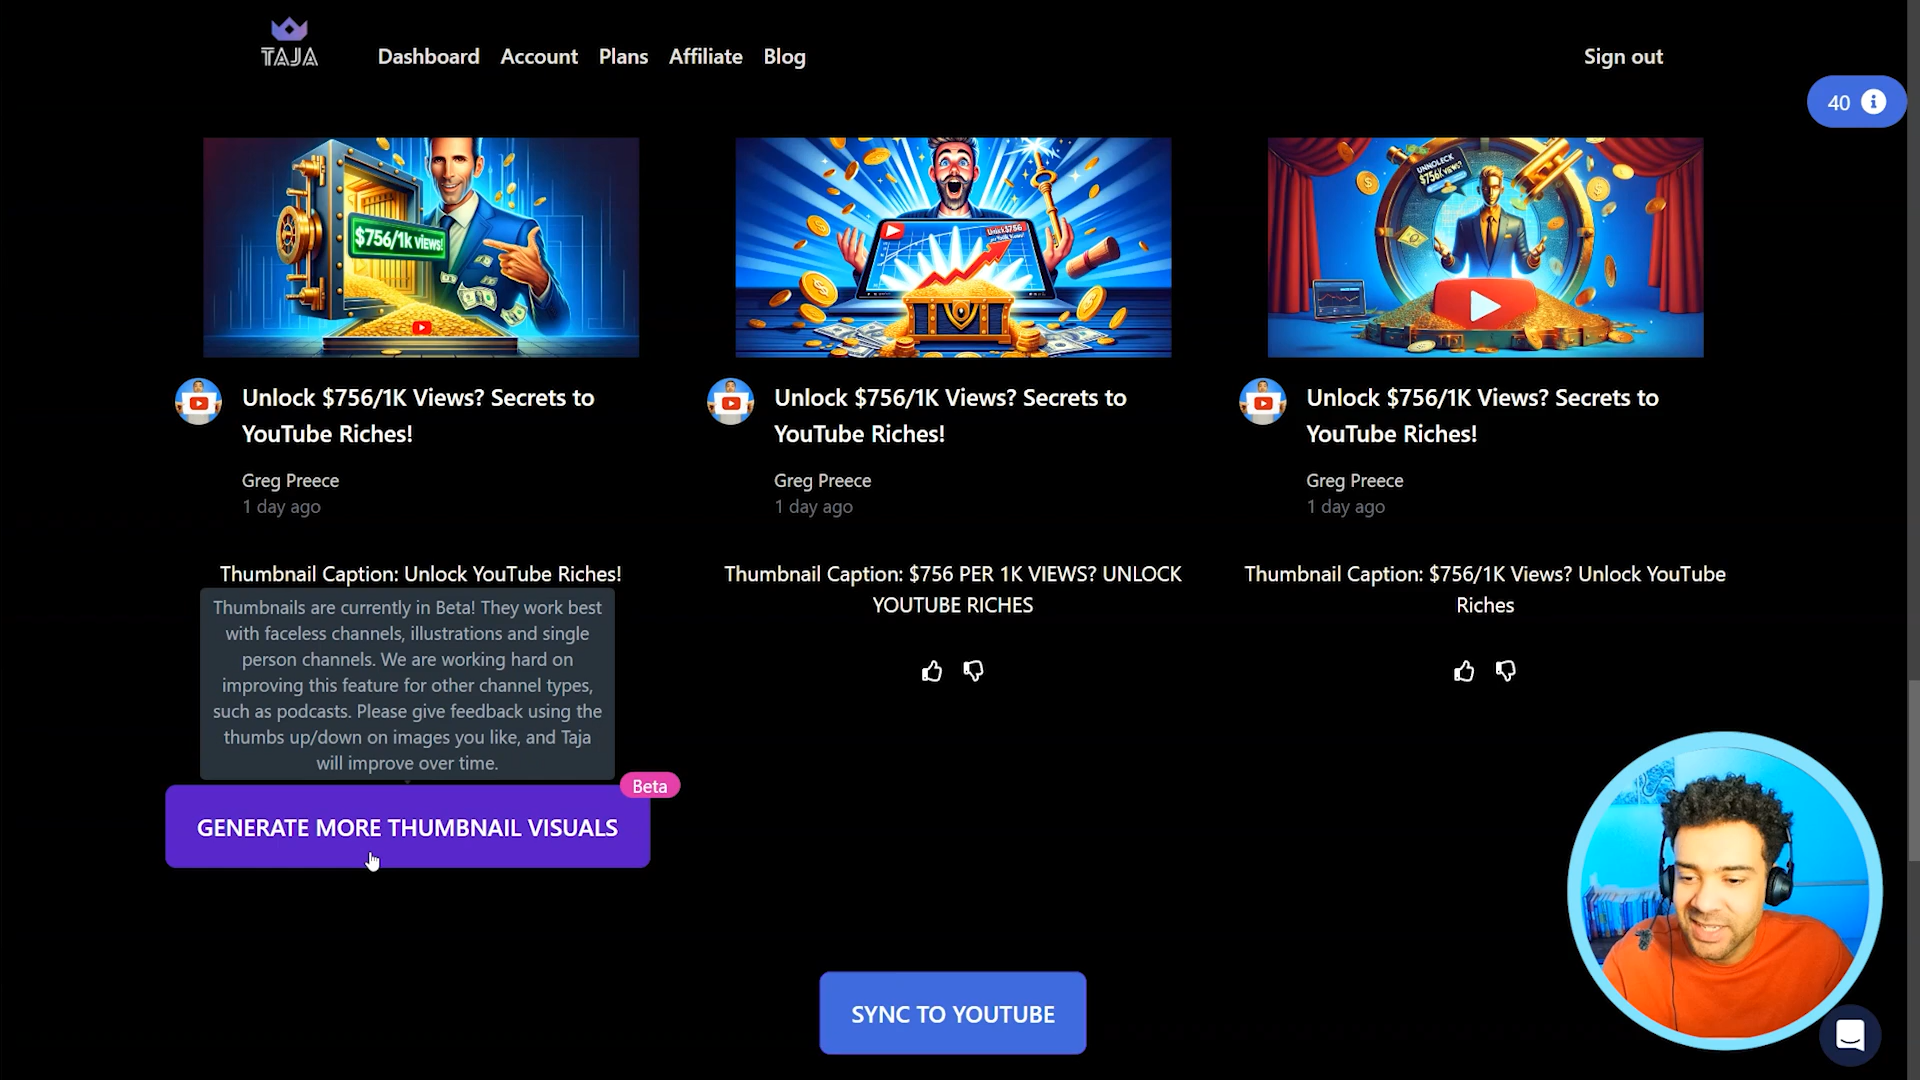 TAJA
Dashboard Account Plans Affiliate Blog
Sign out
40
$756/1k views!
Unlock $756
UNNOLECK
$756K VIEWS?
Unlock $756/1K Views? Secrets to
YouTube Riches!
Greg Preece
1 day ago
Unlock $756/1K Views? Secrets to
YouTube Riches!
Greg Preece
1 day ago
Unlock $756/1K Views? Secrets to
YouTube Riches!
Greg Preece
1 day ago
Thumbnail Caption: Unlock YouTube Riches!
Thumbnail Caption: $756 PER 1K VIEWS? UNLOCK
YOUTUBE RICHES
Thumbnail Caption: $756/1K Views? Unlock YouTube
Riches
Thumbnails are currently in Beta! They work best
with faceless channels, illustrations and single
person channels. We are working hard on
improving this feature for other channel types,
such as podcasts. Please give feedback using the
thumbs up/down on images you like, and Taja
will improve over time.
Beta
GENERATE MORE THUMBNAIL VISUALS
SYNC TO YOUTUBE